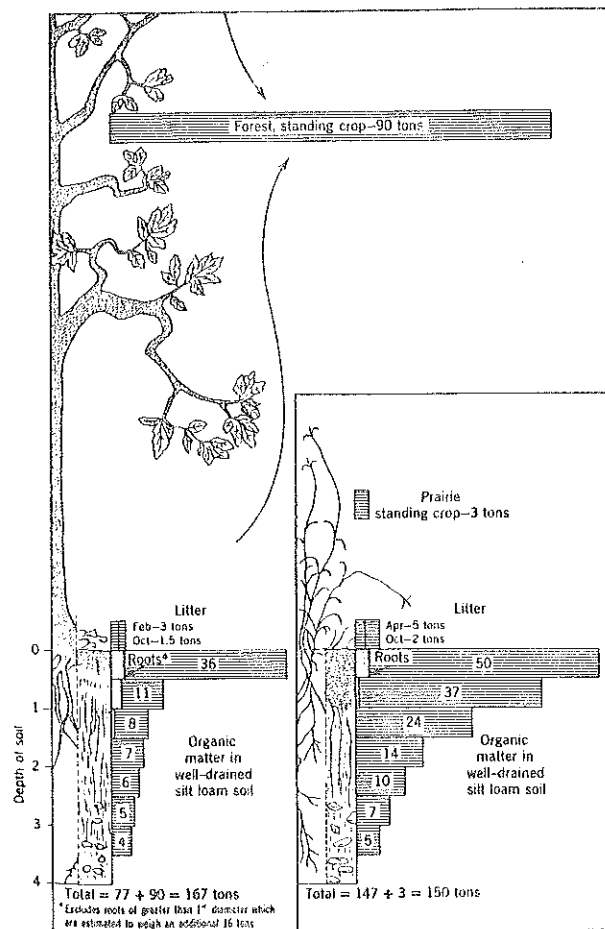 Forest, standing crop–90 tons
Prairie
standing crop–3 tons
Litter
Feb–3 tons
Oct–1.5 tons
Roots*
36
11
8
7
6
5
4
Organic
matter in
well-drained
silt loam soil
Depth of soil
0
1
2
3
4
Total = 77 + 90 = 167 tons
* Excludes roots of greater than 1" diameter which
are estimated to weigh an additional 16 tons
Litter
Apr–5 tons
Oct–2 tons
Roots
50
37
24
14
10
7
5
Organic
matter in
well-drained
silt loam soil
Total = 147 + 3 = 150 tons